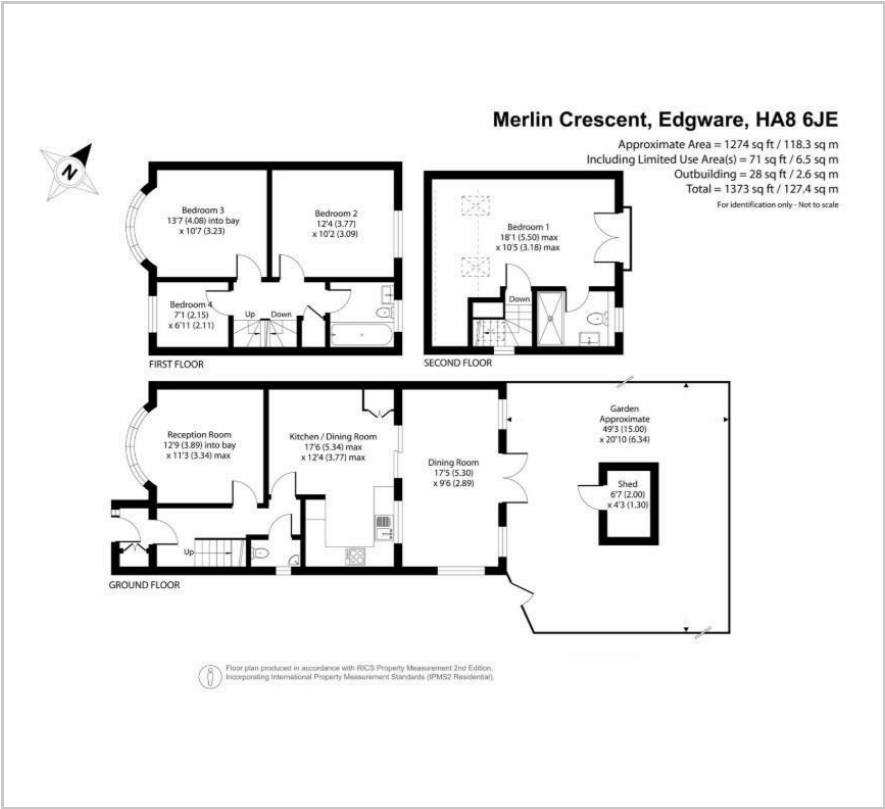 Merlin Crescent, Edgware, HA8 6JE
Approximate Area = 1274 sq ft / 118.3 sq m
Including Limited Use Area(s) = 71 sq ft / 6.5 sq m
Outbuilding = 28 sq ft / 2.6 sq m
Total = 1373 sq ft / 127.4 sq m
For identification only - Not to scale
N
Bedroom 3
13'7 (4.08) into bay
x 10'7 (3.23)
Bedroom 2
12'4 (3.77)
x 10'2 (3.09)
Bedroom 4
7'1 (2.15)
x 6'11 (2.11)
Up
Down
FIRST FLOOR
Bedroom 1
18'1 (5.50) max
x 10'5 (3.18) max
Down
SECOND FLOOR
Reception Room
12'9 (3.89) into bay
x 11'3 (3.34) max
Kitchen / Dining Room
17'6 (5.34) max
x 12'4 (3.77) max
Dining Room
17'5 (5.30)
x 9'6 (2.89)
Garden
Approximate
49'3 (15.00)
x 20'10 (6.34)
Shed
6'7 (2.00)
x 4'3 (1.30)
Up
GROUND FLOOR
Floor plan produced in accordance with RICS Property Measurement 2nd Edition,
Incorporating International Property Measurement Standards (IPMS2 Residential).